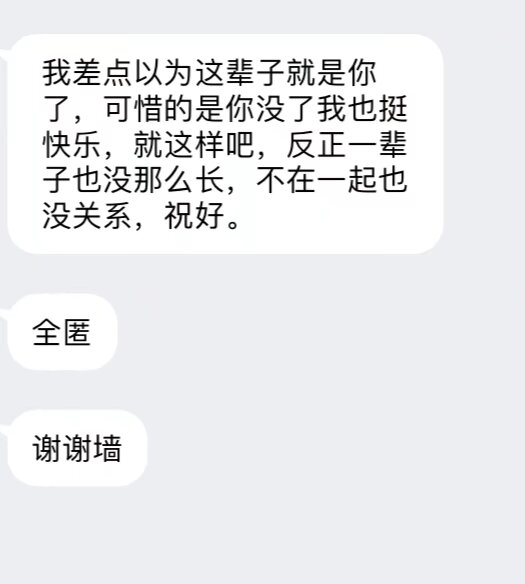 我差点以为这辈子就是你
了，可惜的是你没了我也挺
快乐，就这样吧，反正一辈
子也没那么长，不在一起也
没关系，祝好。
全匿
谢谢墙